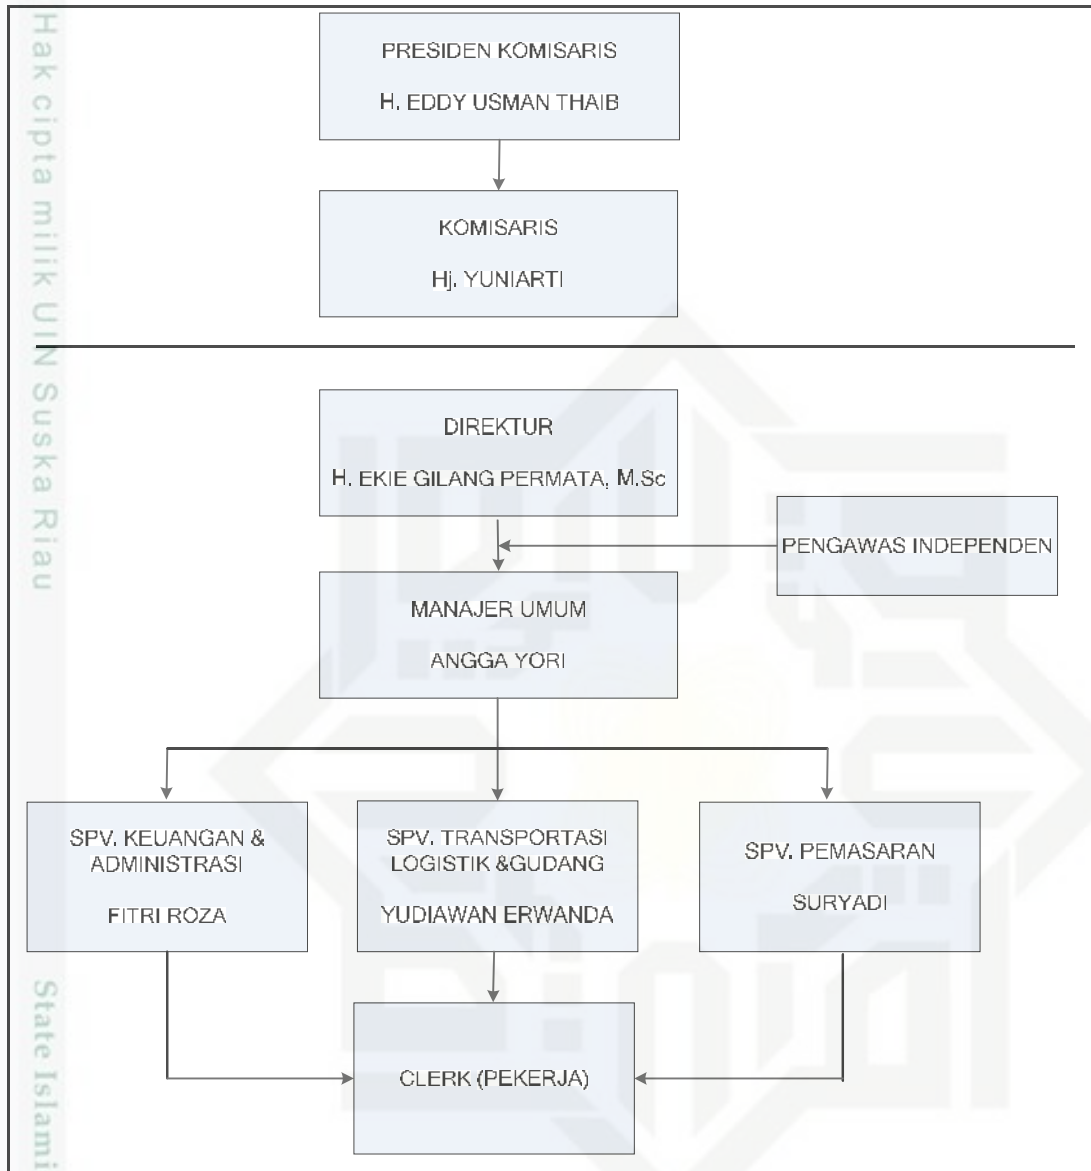 Hak cipta milik UIN Suska Riau
State Islami
PRESIDEN KOMISARIS
H. EDDY USMAN THAIB
KOMISARIS
Hj. YUNIARTI
DIREKTUR
H. EKIE GILANG PERMATA, M.Sc
PENGAWAS INDEPENDEN
MANAJER UMUM
ANGGA YORI
SPV. KEUANGAN &
ADMINISTRASI
FITRI ROZA
SPV. TRANSPORTASI
LOGISTIK &GUDANG
YUDIAWAN ERWANDA
SPV. PEMASARAN
SURYADI
CLERK (PEKERJA)